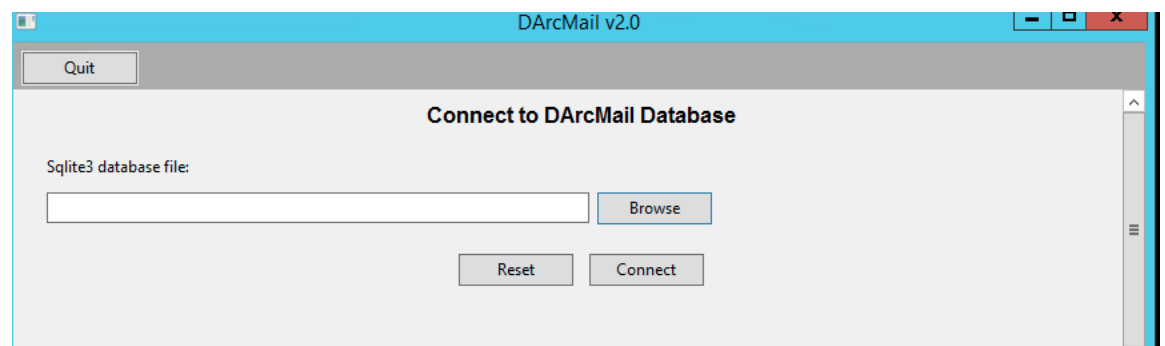 DArcMail v2.0
Quit
Connect to DArcMail Database
Sqlite3 database file:
Browse
Reset Connect